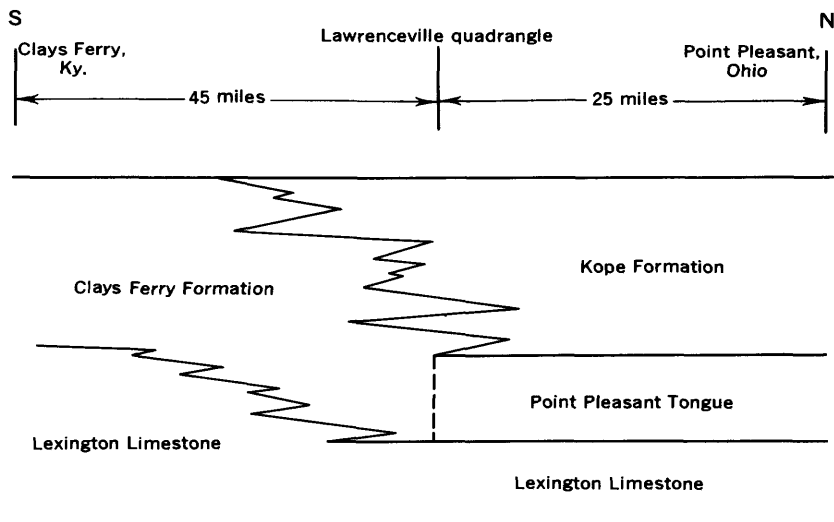 S
N
Clays Ferry,
Ky.
Lawrenceville quadrangle
Point Pleasant,
Ohio
45 miles
25 miles
Kope Formation
Clays Ferry Formation
Point Pleasant Tongue
Lexington Limestone
Lexington Limestone